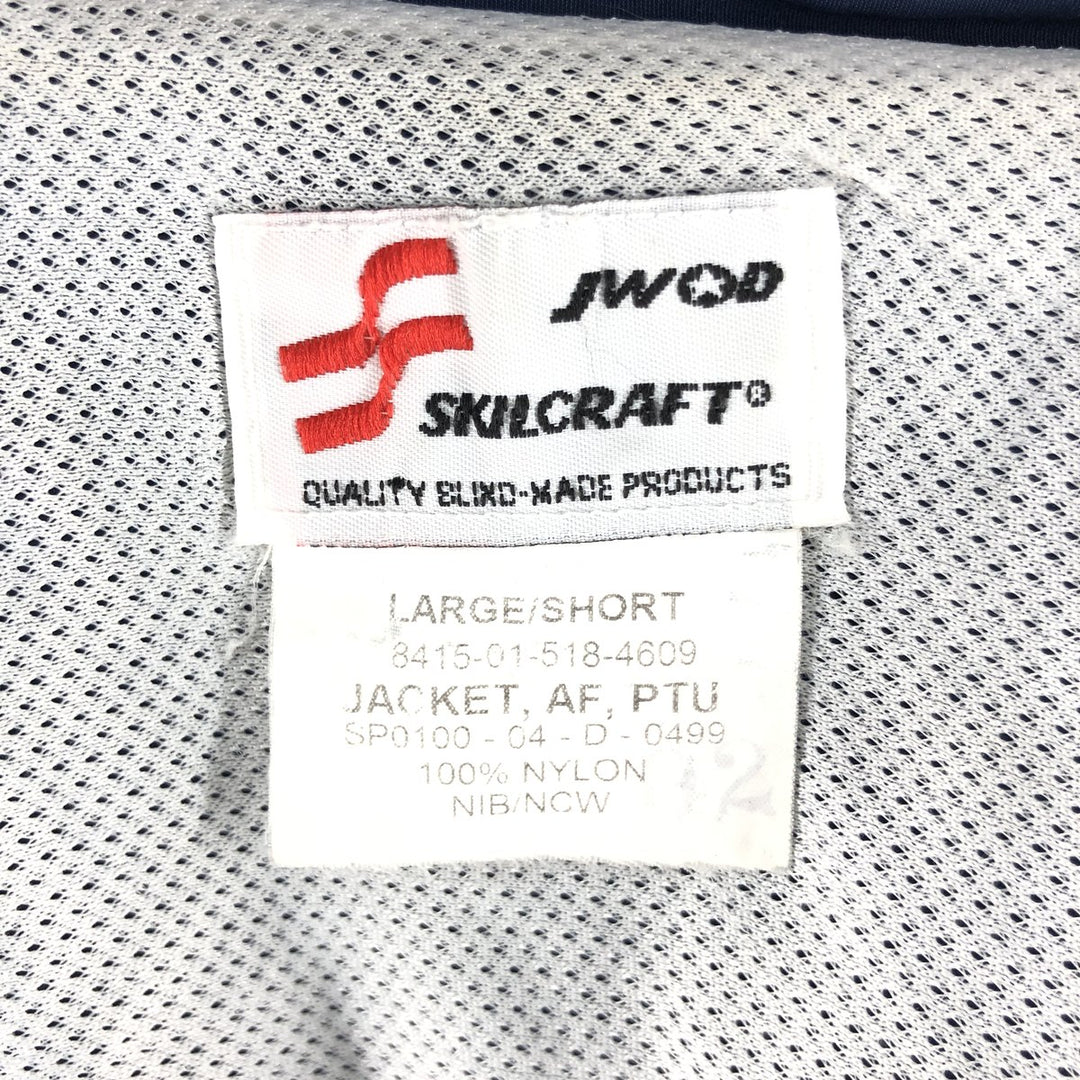 JWOD
SKILCRAFT®
QUALITY BLIND-MADE PRODUCTS
LARGE/SHORT
8415-01-518-4609
JACKET, AF, PTU
SP0100 - 04 - D - 0499
100% NYLON
NIB/NCW